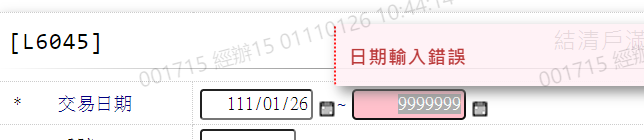 001715 經辦15 01110126 10:44:14
[L6045]
結清戶滿
日期輸入錯誤
001715 經辦
* 交易日期 111/01/26 ~ 9999999